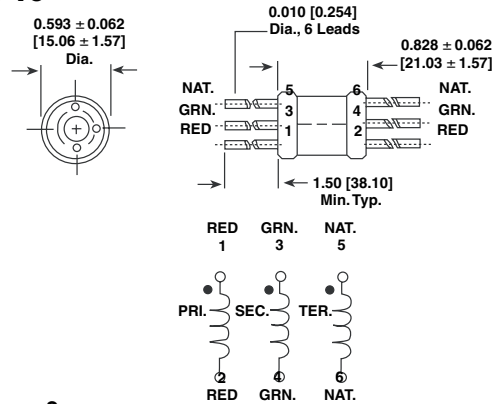 0.593 ± 0.062
[15.06 ± 1.57]
Dia.
0.010 [0.254]
Dia., 6 Leads
0.828 ± 0.062
[21.03 ± 1.57]
NAT.
GRN.
RED
5
3
1
6
4
2
NAT.
GRN.
RED
1.50 [38.10]
Min. Typ.
RED GRN. NAT.
1 3 5
PRI. SEC. TER.
2 4 6
RED GRN. NAT.